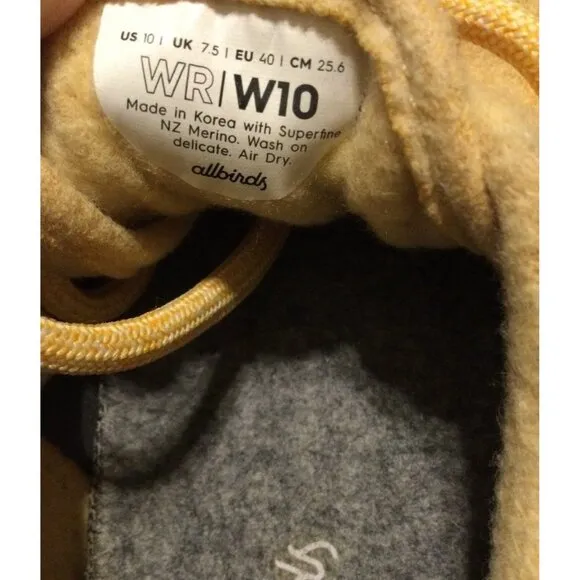 US 10 | UK 7.5 | EU 40 | CM 25.6
WR|W10
Made in Korea with Superfine
NZ Merino. Wash on
delicate. Air Dry.
allbirds